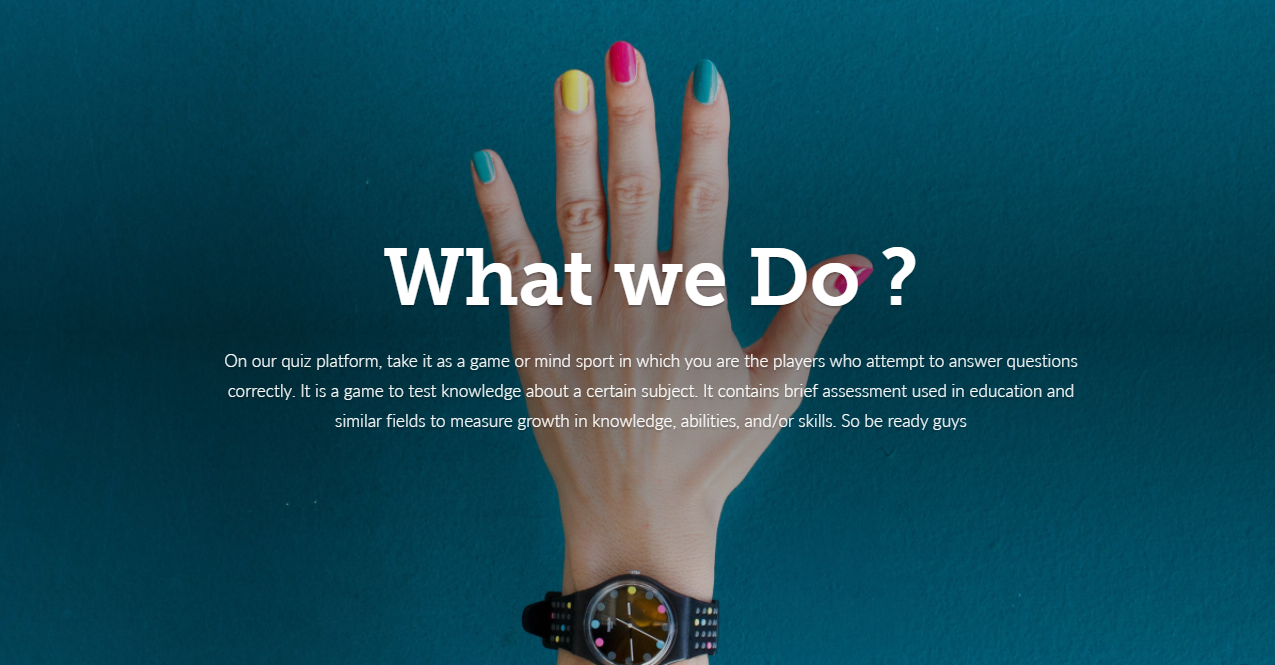 What we Do ?
On our quiz platform, take it as a game or mind sport in which you are the players who attempt to answer questions
correctly. It is a game to test knowledge about a certain subject. It contains brief assessment used in education and
similar fields to measure growth in knowledge, abilities, and/or skills. So be ready guys